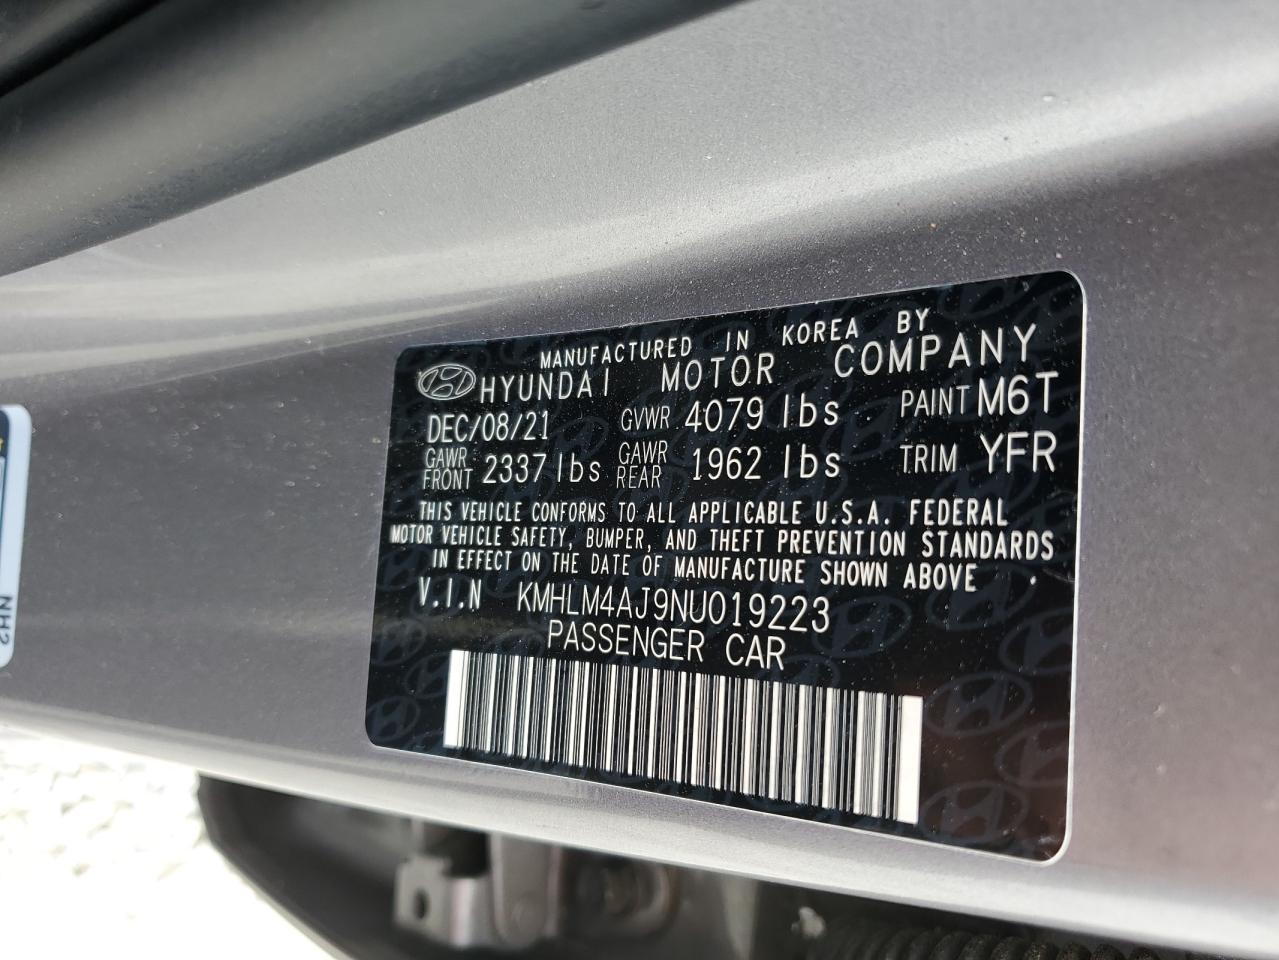 MANUFACTURED IN KOREA BY
HYUNDAI MOTOR COMPANY
DEC/08/21 GVWR 4079 lbs PAINT M6T
GAWR FRONT 2337 lbs GAWR REAR 1962 lbs TRIM YFR
THIS VEHICLE CONFORMS TO ALL APPLICABLE U.S.A. FEDERAL
MOTOR VEHICLE SAFETY, BUMPER, AND THEFT PREVENTION STANDARDS
IN EFFECT ON THE DATE OF MANUFACTURE SHOWN ABOVE .
V.I.N KMHLM4AJ9NU019223
PASSENGER CAR
NH2